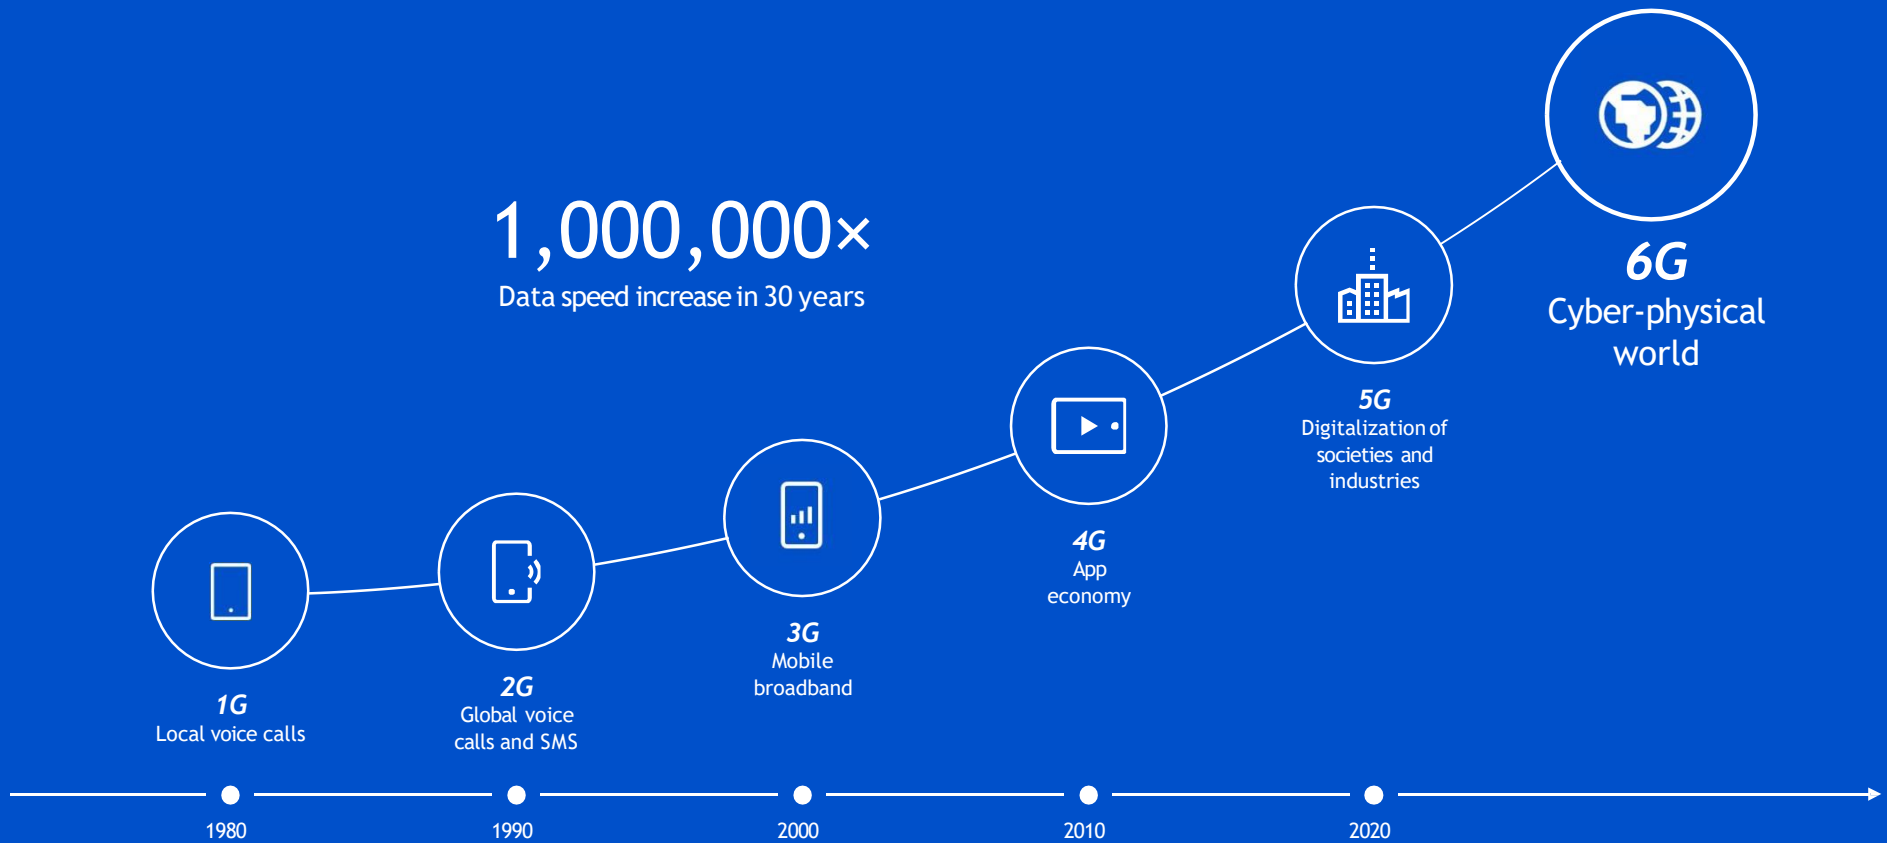 1,000,000×
Data speed increase in 30 years
1G
Local voice calls
2G
Global voice
calls and SMS
3G
Mobile
broadband
4G
App
economy
5G
Digitalization of
societies and
industries
6G
Cyber-physical
world
1980
1990
2000
2010
2020